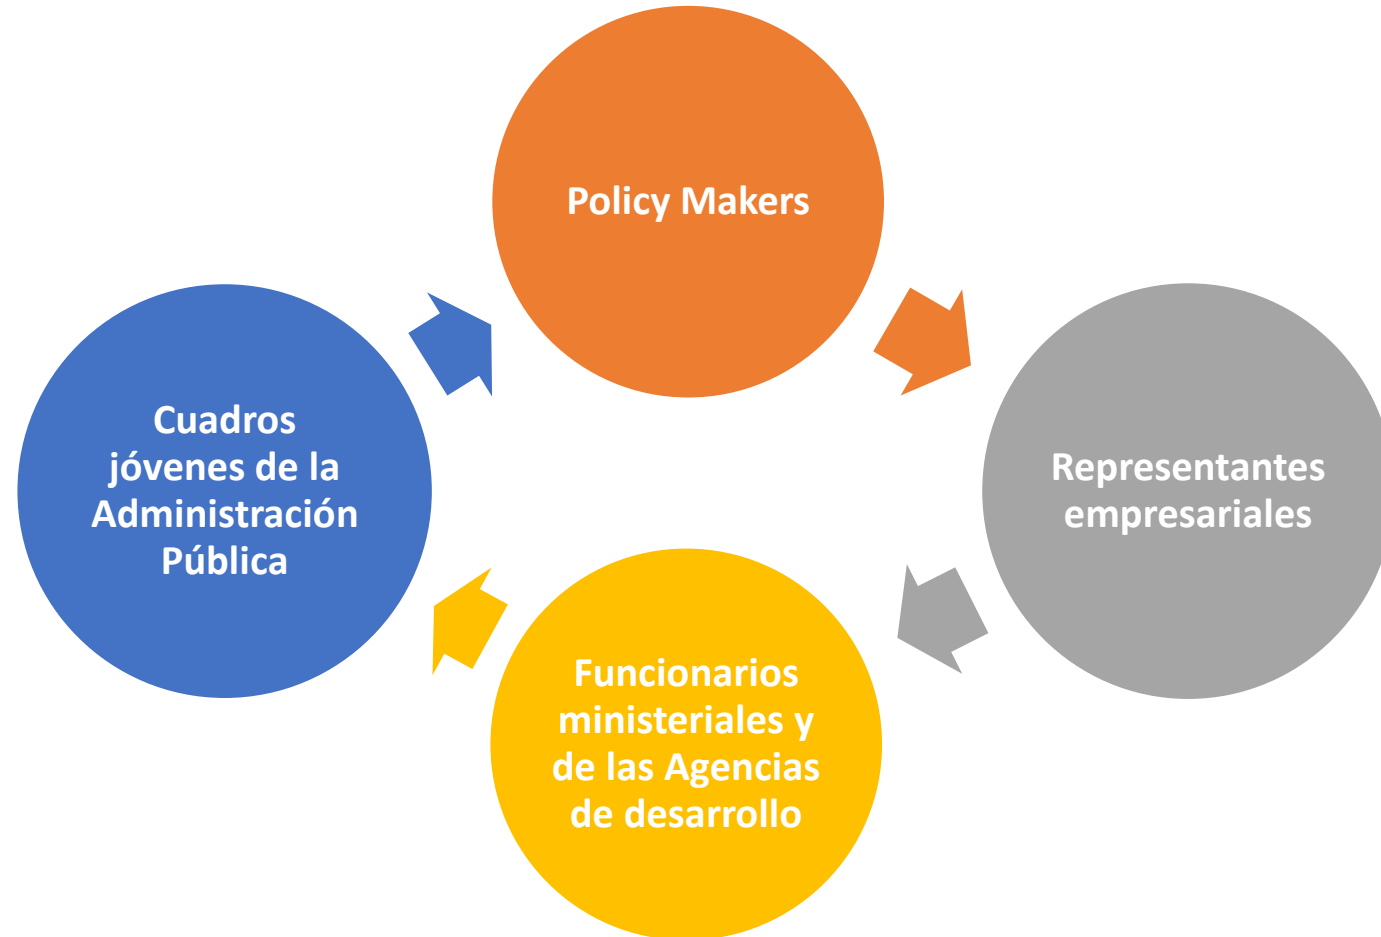 Policy Makers
Cuadros
jóvenes de la
Administración
Pública
Representantes
empresariales
Funcionarios
ministeriales y
de las Agencias
de desarrollo